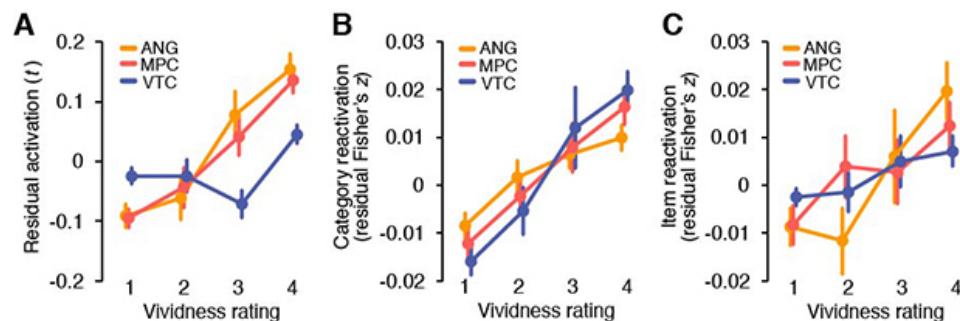 A
Residual activation (t)
0.2
0.1
0
-0.1
-0.2
ANG
MPC
VTC
1 2 3 4
Vividness rating
B
Category reactivation
(residual Fisher's z)
0.03
0.02
0.01
0
-0.01
-0.02
ANG
MPC
VTC
1 2 3 4
Vividness rating
C
Item reactivation
(residual Fisher's z)
0.03
0.02
0.01
0
-0.01
-0.02
ANG
MPC
VTC
1 2 3 4
Vividness rating